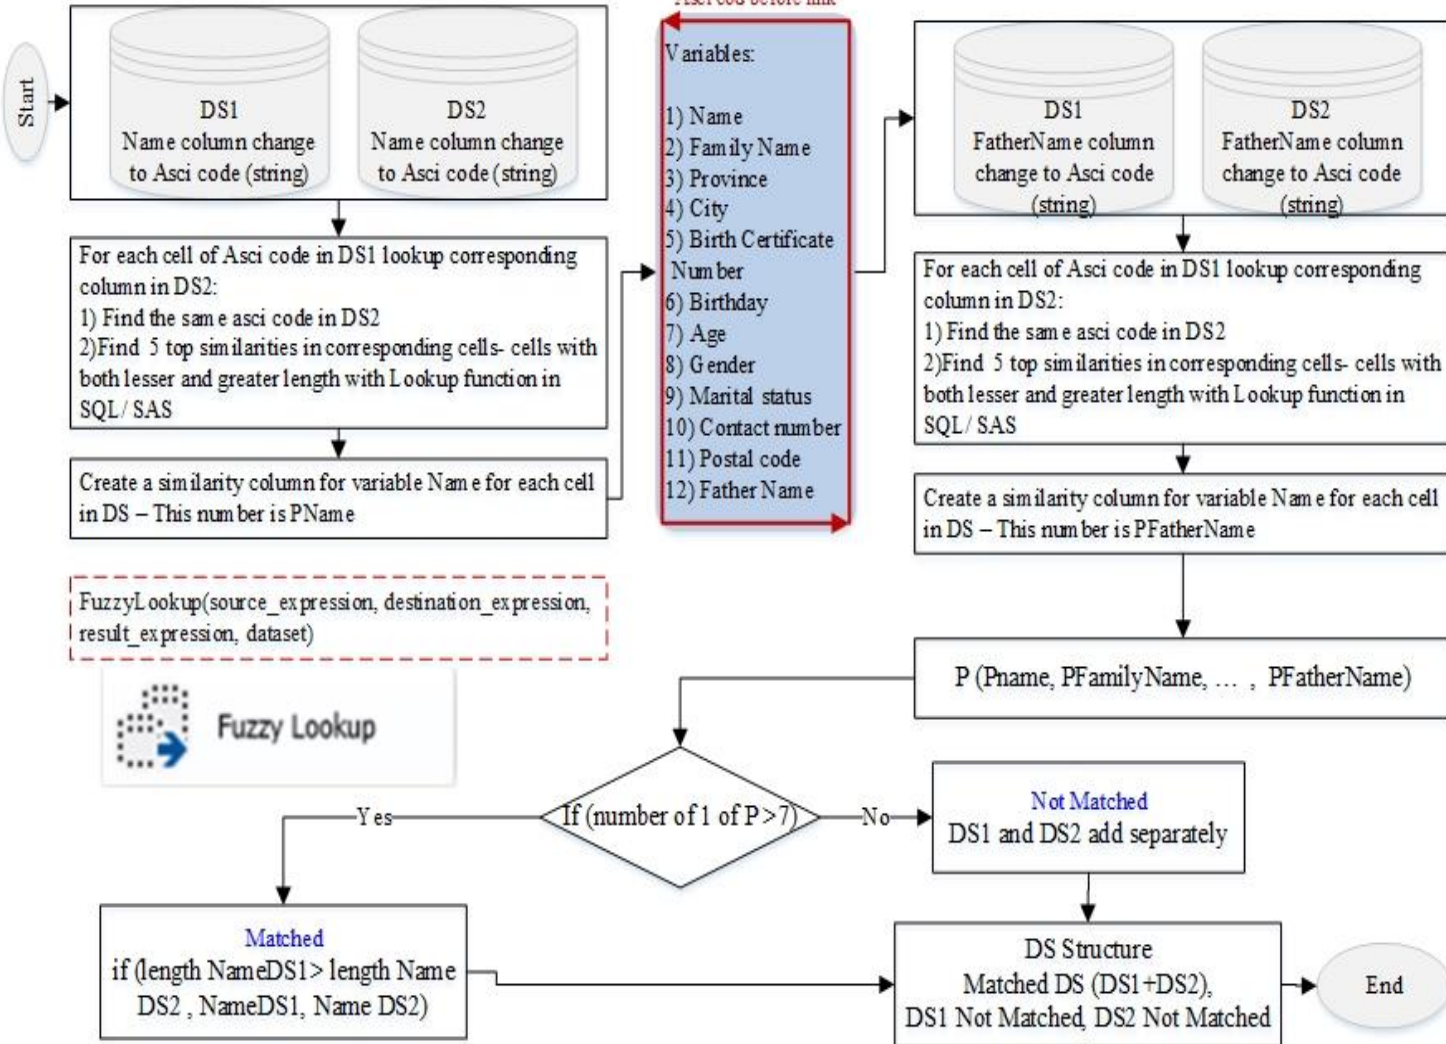 Start
DS1
Name column change
to Asci code (string)
DS2
Name column change
to Asci code (string)
For each cell of Asci code in DS1 lookup corresponding
column in DS2:
1) Find the same asci code in DS2
2)Find 5 top similarities in corresponding cells- cells with
both lesser and greater length with Lookup function in
SQL/ SAS
Create a similarity column for variable Name for each cell
in DS – This number is PName
FuzzyLookup(source_expression, destination_expression,
result_expression, dataset)
Fuzzy Lookup
before link
Variables:
1) Name
2) Family Name
3) Province
4) City
5) Birth Certificate
Number
6) Birthday
7) Age
8) Gender
9) Marital status
10) Contact number
11) Postal code
12) Father Name
DS1
FatherName column
change to Asci code
(string)
DS2
FatherName column
change to Asci code
(string)
For each cell of Asci code in DS1 lookup corresponding
column in DS2:
1) Find the same asci code in DS2
2)Find 5 top similarities in corresponding cells- cells with
both lesser and greater length with Lookup function in
SQL/ SAS
Create a similarity column for variable Name for each cell
in DS – This number is PFatherName
P (Pname, PFamilyName, … , PFatherName)
If (number of 1 of P>7)
Yes
No
Not Matched
DS1 and DS2 add separately
Matched
if (length NameDS1> length Name
DS2 , NameDS1, Name DS2)
DS Structure
Matched DS (DS1+DS2),
DS1 Not Matched, DS2 Not Matched
End